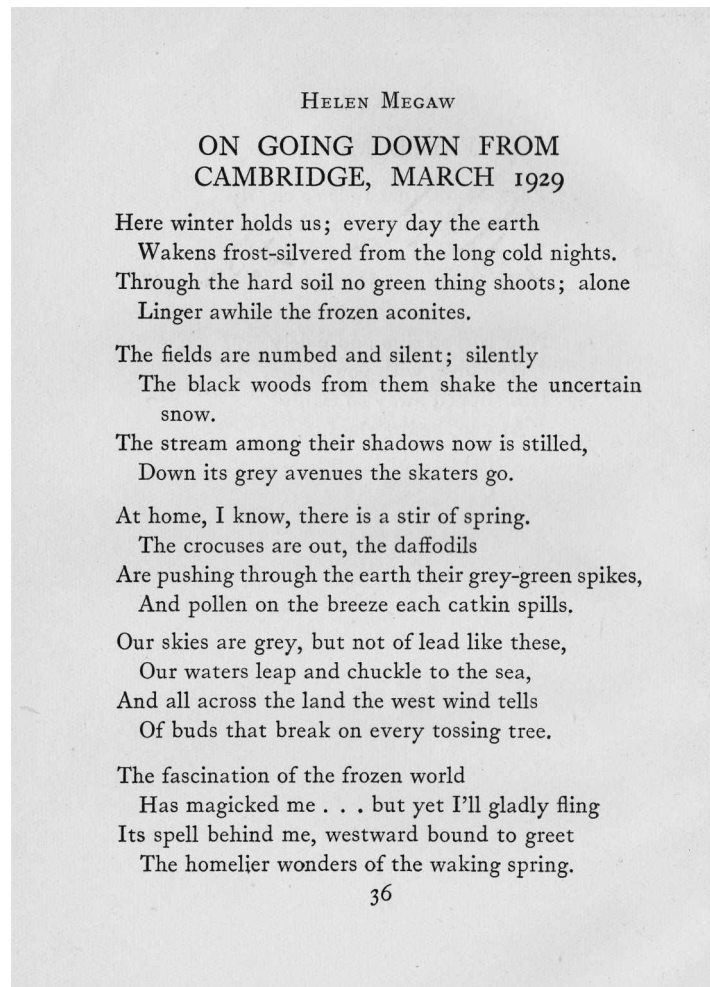 HELEN MEGAW
ON GOING DOWN FROM
CAMBRIDGE, MARCH 1929
Here winter holds us; every day the earth
Wakens frost-silvered from the long cold nights.
Through the hard soil no green thing shoots; alone
Linger awhile the frozen aconites.
The fields are numbed and silent; silently
The black woods from them shake the uncertain
snow.
The stream among their shadows now is stilled,
Down its grey avenues the skaters go.
At home, I know, there is a stir of spring.
The crocuses are out, the daffodils
Are pushing through the earth their grey-green spikes,
And pollen on the breeze each catkin spills.
Our skies are grey, but not of lead like these,
Our waters leap and chuckle to the sea,
And all across the land the west wind tells
Of buds that break on every tossing tree.
The fascination of the frozen world
Has magicked me . . . but yet I'll gladly fling
Its spell behind me, westward bound to greet
The homelier wonders of the waking spring.
36